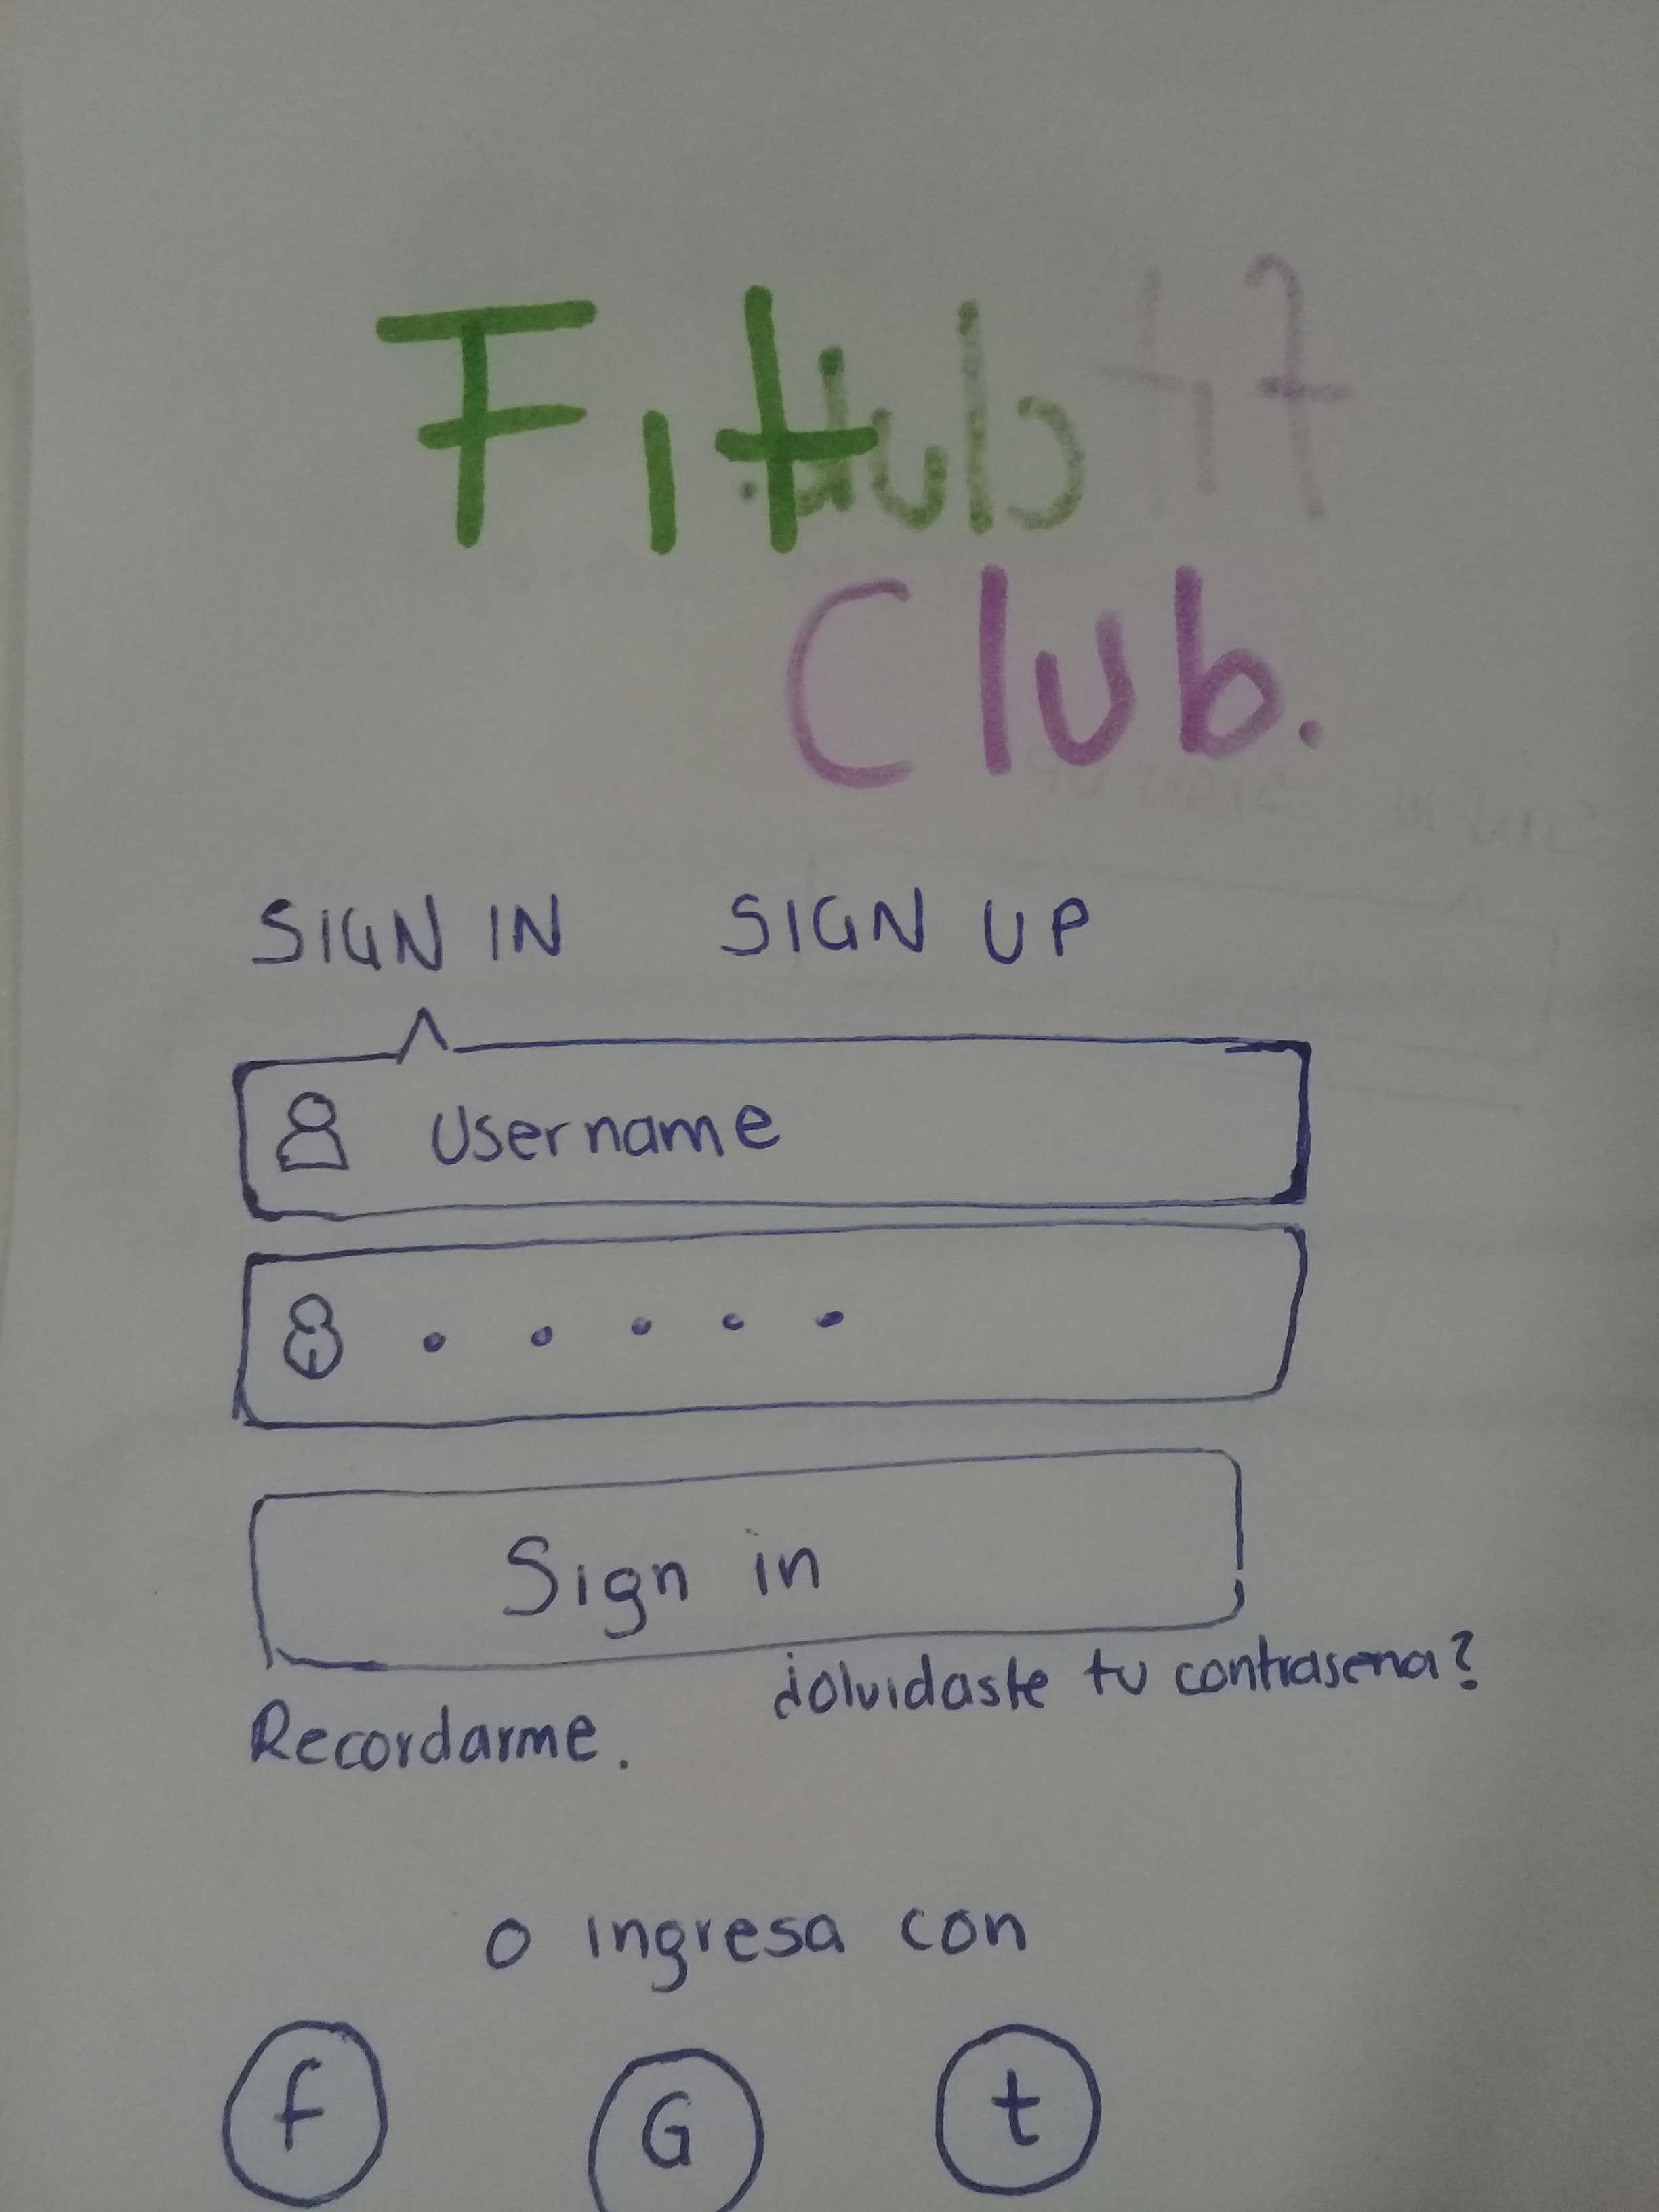 Fit
Club.
SIGN IN SIGN UP
Username
• • • • •
Sign in
¿olvidaste tu contrasena?
Recordarme.
o ingresa con
f G t